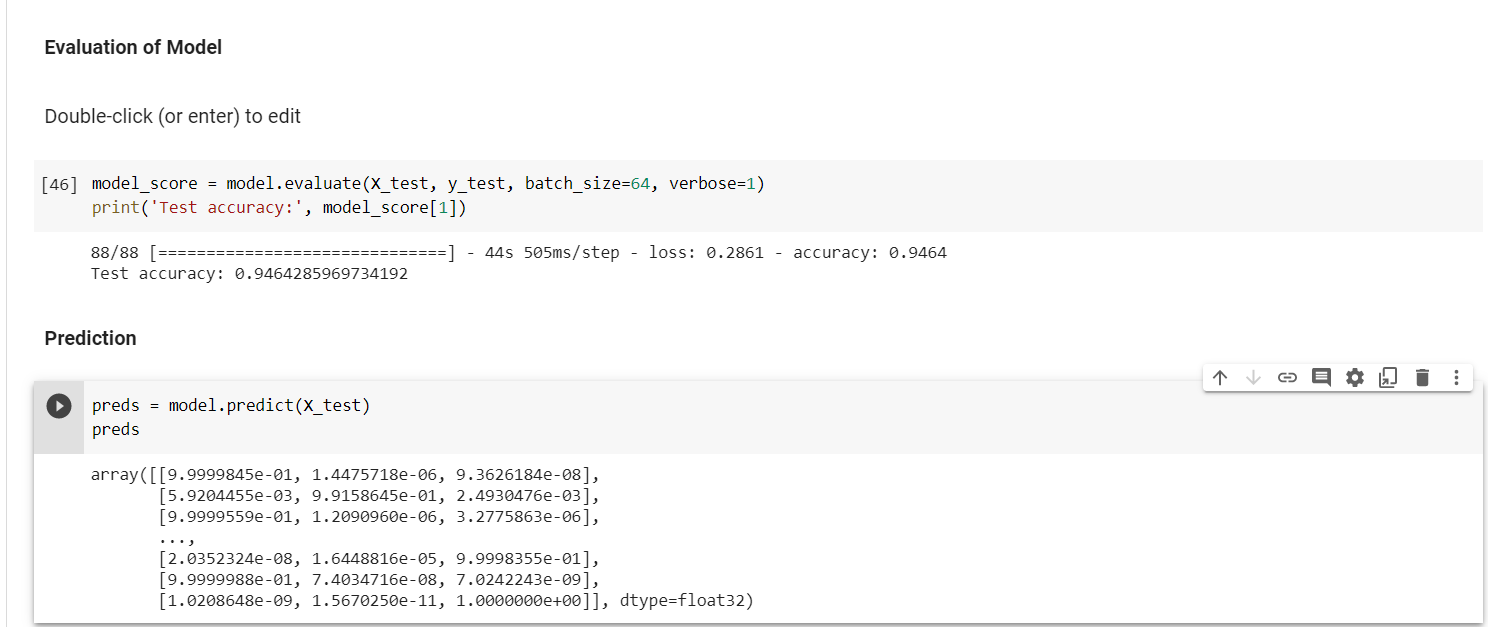 Evaluation of Model
Double-click (or enter) to edit
[46] model_score = model.evaluate(X_test, y_test, batch_size=64, verbose=1)
print('Test accuracy:', model_score[1])
88/88 [==============================] - 44s 505ms/step - loss: 0.2861 - accuracy: 0.9464
Test accuracy: 0.9464285969734192
Prediction
preds = model.predict(X_test)
preds
array([[9.9999845e-01, 1.4475718e-06, 9.3626184e-08],
[5.9204455e-03, 9.9158645e-01, 2.4930476e-03],
[9.9999559e-01, 1.2090960e-06, 3.2775863e-06],
...,
[2.0352324e-08, 1.6448816e-05, 9.9998355e-01],
[9.9999988e-01, 7.4034716e-08, 7.0242243e-09],
[1.0208648e-09, 1.5670250e-11, 1.0000000e+00]], dtype=float32)